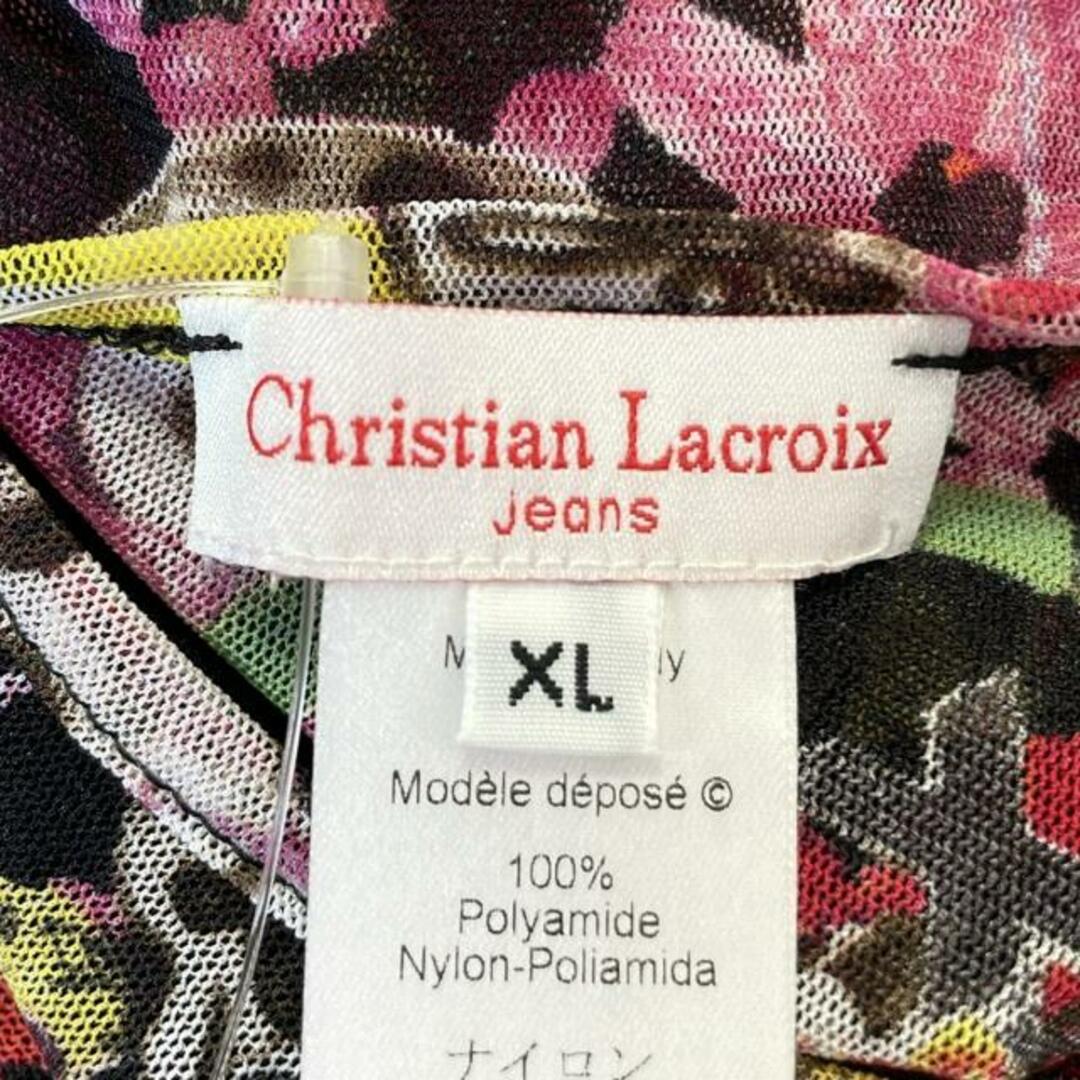 Christian Lacroix
jeans
XL
Modèle déposé ©
100%
Polyamide
Nylon-Poliamida
ナイロン